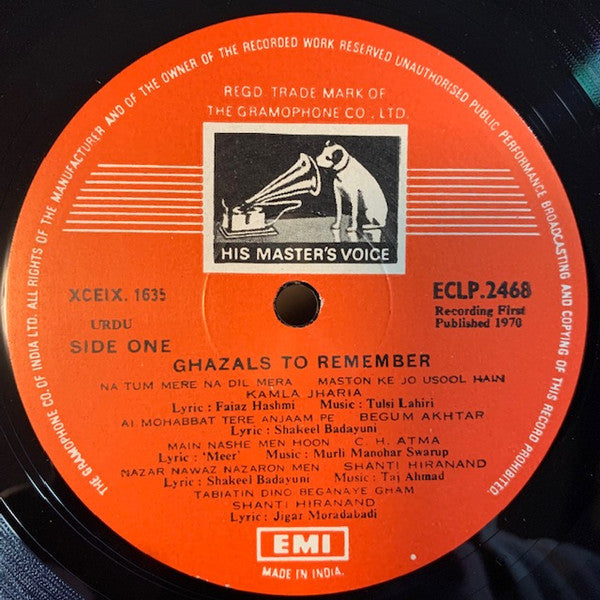 THE GRAMOPHONE CO. OF INDIA LTD. ALL RIGHTS OF THE MANUFACTURER AND OF THE OWNER OF THE RECORDED WORK RESERVED UNAUTHORISED PUBLIC PERFORMANCE BROADCASTING AND COPYING OF THIS RECORD PROHIBITED.
REGD. TRADE MARK OF
THE GRAMOPHONE CO., LTD.
HIS MASTER'S VOICE
XCEIX. 1635
ECLP.2468
Recording First
Published 1970
URDU
SIDE ONE
GHAZALS TO REMEMBER
NA TUM MERE NA DIL MERA MASTON KE JO USOOL HAIN
KAMLA JHARIA
Lyric : Faiaz Hashmi Music : Tulsi Lahiri
AI MOHABBAT TERE ANJAAM PE BEGUM AKHTAR
Lyric : Shakeel Badayuni
MAIN NASHE MEN HOON C. H. ATMA
Lyric : 'Meer' Music : Murli Manohar Swarup
NAZAR NAWAZ NAZARON MEN SHANTI HIRANAND
Lyric : Shakeel Badayuni Music : Taj Ahmad
TABIATIN DINO BEGANAYE GHAM
SHANTI HIRANAND
Lyric : Jigar Moradabadi
EMI
MADE IN INDIA.